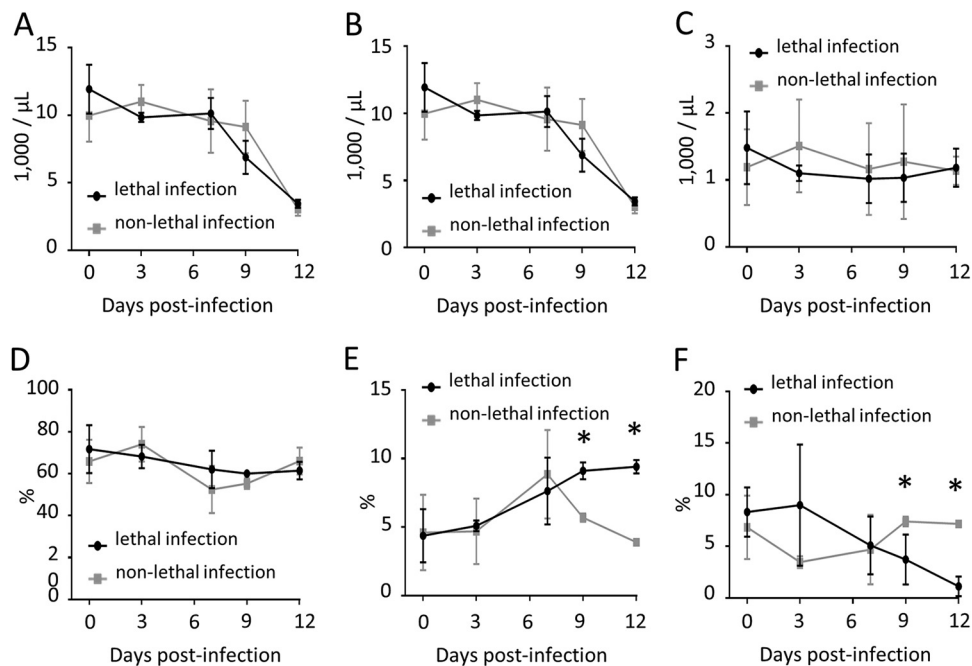 A
15
10
5
0
1,000 / μL
lethal infection
non-lethal infection
0 3 6 9 12
Days post-infection
B
15
10
5
0
1,000 / μL
lethal infection
non-lethal infection
0 3 6 9 12
Days post-infection
C
3
2
1
0
1,000 / μL
lethal infection
non-lethal infection
0 3 6 9 12
Days post-infection
D
100
80
60
40
20
0
%
lethal infection
non-lethal infection
0 3 6 9 12
Days post-infection
E
15
10
5
0
%
lethal infection
non-lethal infection
* *
0 3 6 9 12
Days post-infection
F
20
15
10
5
0
%
lethal infection
non-lethal infection
* *
0 3 6 9 12
Days post-infection